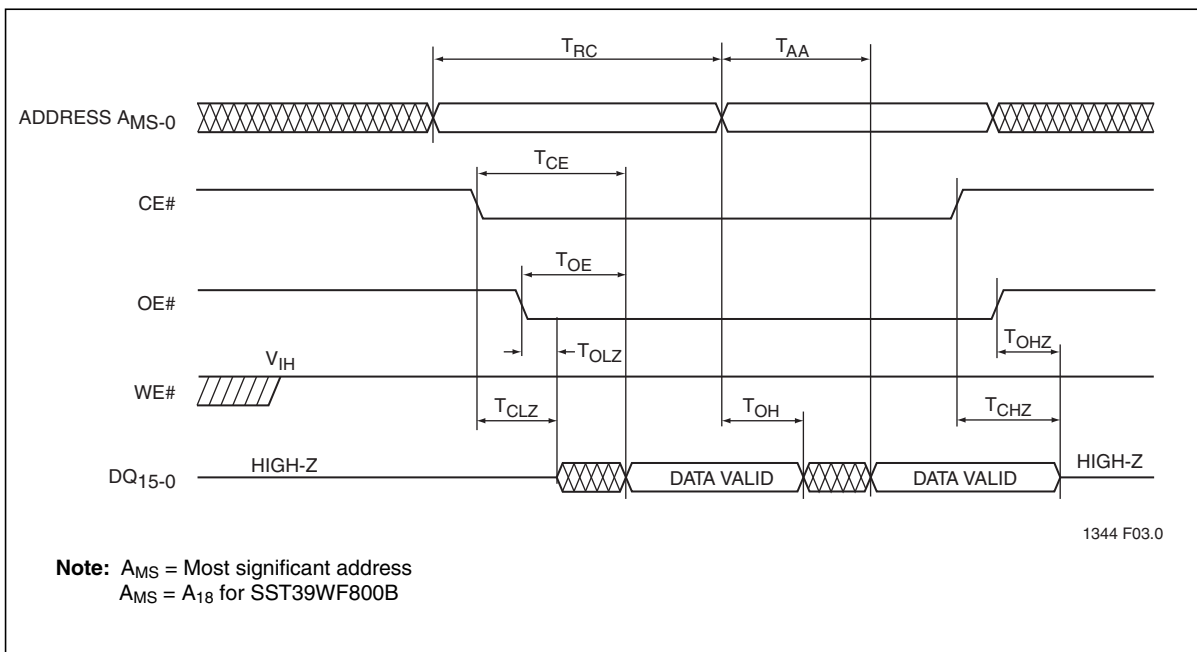 TRC
TAA
ADDRESS AMS-0
TCE
CE#
TOE
OE#
TOLZ
TOHZ
VIH
WE#
TCLZ
TOH
TCHZ
DQ15-0
HIGH-Z
DATA VALID
DATA VALID
HIGH-Z
1344 F03.0
Note: AMS = Most significant address
AMS = A18 for SST39WF800B